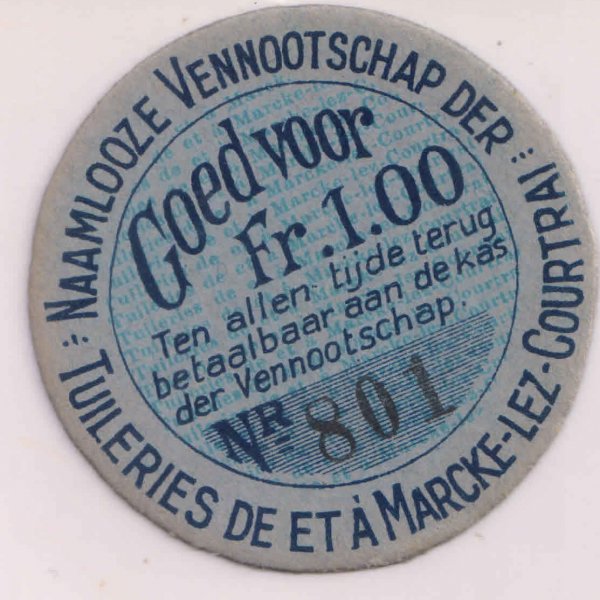 NAAMLOOZE VENNOOTSCHAP DER
TUILERIES DE ET À MARCKE-LEZ-COURTRAI
Goed voor
Fr. 1.00
Ten allen tijde terug
betaalbaar aan de kas
der Vennootschap.
NR 801